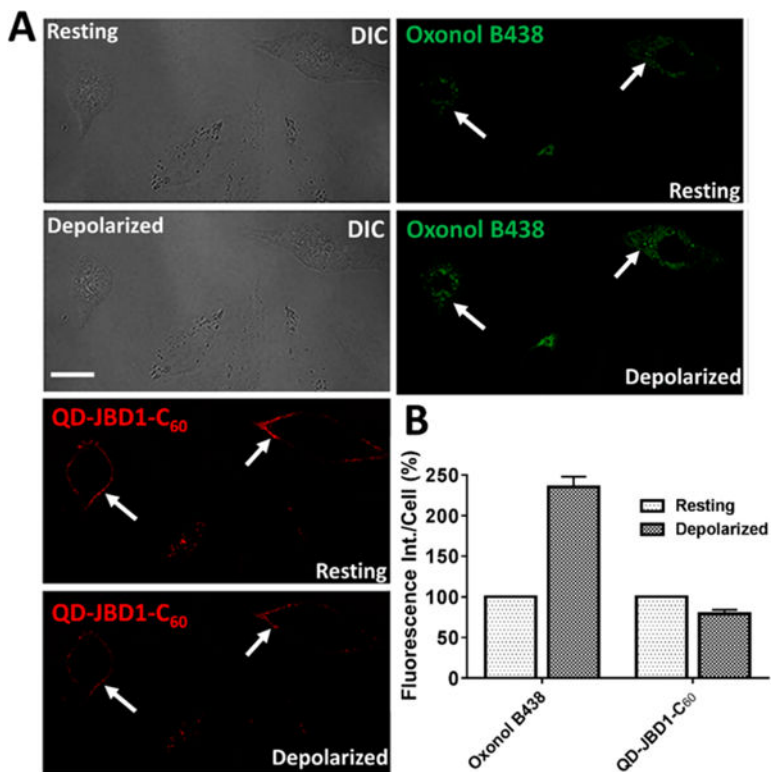 A
Resting DIC
Oxonol B438
Resting
Depolarized DIC
Oxonol B438
Depolarized
QD-JBD1-C₆₀
Resting
QD-JBD1-C₆₀
Depolarized
B
Fluorescence Int./Cell (%)
250
200
150
100
50
0
Resting
Depolarized
Oxonol B438
QD-JBD1-C₆₀